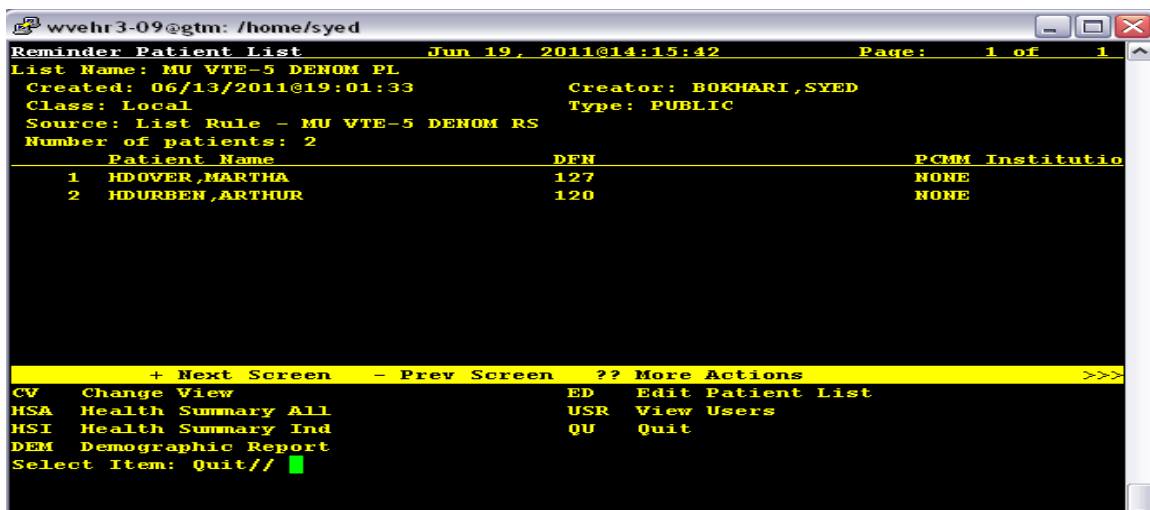 wvehr3-09@gtm: /home/syed
Reminder Patient List Jun 19, 2011@14:15:42 Page: 1 of 1
List Name: MU VTE-5 DENOM PL
Created: 06/13/2011@19:01:33 Creator: BOKHARI,SYED
Class: Local Type: PUBLIC
Source: List Rule - MU VTE-5 DENOM RS
Number of patients: 2
Patient Name DFN PCMM Institutio
1 HDOVER,MARTHA 127 NONE
2 HDURBEN,ARTHUR 120 NONE
+ Next Screen - Prev Screen ?? More Actions >>>
CV Change View ED Edit Patient List
HSA Health Summary All USR View Users
HSI Health Summary Ind QU Quit
DEM Demographic Report
Select Item: Quit//